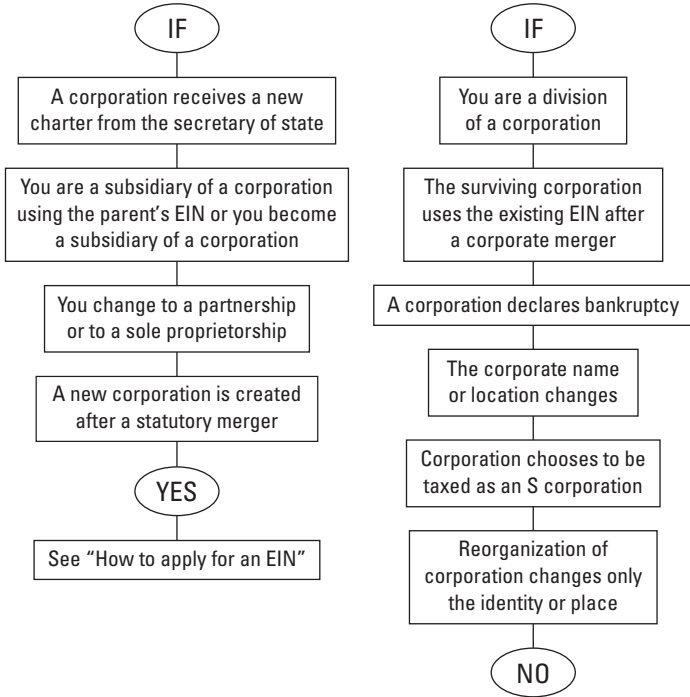 IF
A corporation receives a new
charter from the secretary of state
You are a subsidiary of a corporation
using the parent's EIN or you become
a subsidiary of a corporation
You change to a partnership
or to a sole proprietorship
A new corporation is created
after a statutory merger
YES
See “How to apply for an EIN”
IF
You are a division
of a corporation
The surviving corporation
uses the existing EIN after
a corporate merger
A corporation declares bankruptcy
The corporate name
or location changes
Corporation chooses to be
taxed as an S corporation
Reorganization of
corporation changes only
the identity or place
NO